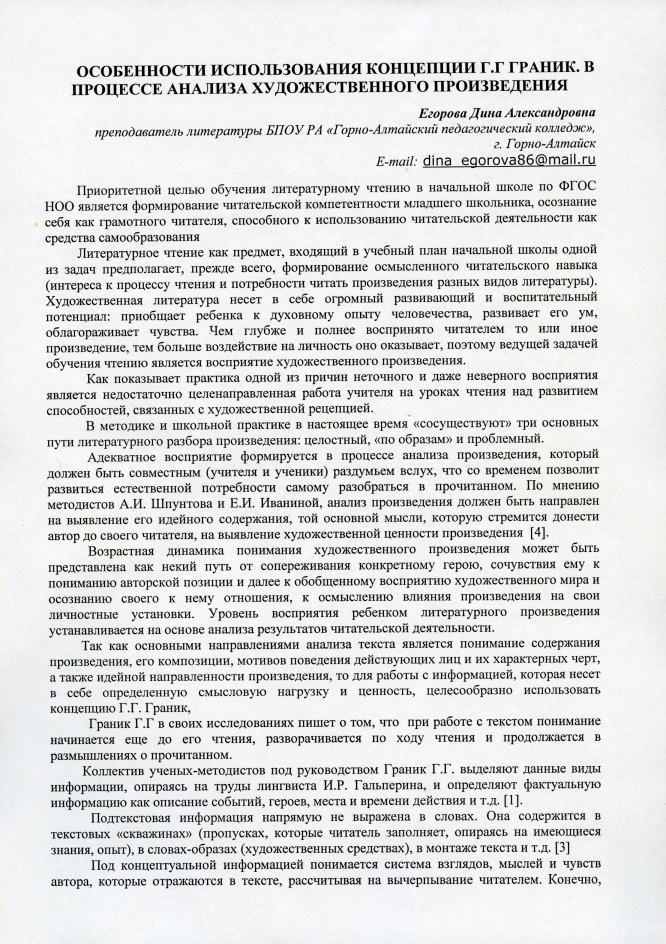 ОСОБЕННОСТИ ИСПОЛЬЗОВАНИЯ КОНЦЕПЦИИ Г.Г ГРАНИК. В
ПРОЦЕССЕ АНАЛИЗА ХУДОЖЕСТВЕННОГО ПРОИЗВЕДЕНИЯ
Егорова Дина Александровна
преподаватель литературы БПОУ РА «Горно-Алтайский педагогический колледж»,
г. Горно-Алтайск
E-mail: dina_egorova86@mail.ru
Приоритетной целью обучения литературному чтению в начальной школе по ФГОС
НОО является формирование читательской компетентности младшего школьника, осознание
себя как грамотного читателя, способного к использованию читательской деятельности как
средства самообразования
Литературное чтение как предмет, входящий в учебный план начальной школы одной
из задач предполагает, прежде всего, формирование осмысленного читательского навыка
(интереса к процессу чтения и потребности читать произведения разных видов литературы).
Художественная литература несет в себе огромный развивающий и воспитательный
потенциал: приобщает ребенка к духовному опыту человечества, развивает его ум,
облагораживает чувства. Чем глубже и полнее воспринято читателем то или иное
произведение, тем больше воздействие на личность оно оказывает, поэтому ведущей задачей
обучения чтению является восприятие художественного произведения.
Как показывает практика одной из причин неточного и даже неверного восприятия
является недостаточно целенаправленная работа учителя на уроках чтения над развитием
способностей, связанных с художественной рецепцией.
В методике и школьной практике в настоящее время «сосуществуют» три основных
пути литературного разбора произведения: целостный, «по образам» и проблемный.
Адекватное восприятие формируется в процессе анализа произведения, который
должен быть совместным (учителя и ученики) раздумьем вслух, что со временем позволит
развиться естественной потребности самому разобраться в прочитанном. По мнению
методистов А.И. Шпунтова и Е.И. Иваниной, анализ произведения должен быть направлен
на выявление его идейного содержания, той основной мысли, которую стремится донести
автор до своего читателя, на выявление художественной ценности произведения [4].
Возрастная динамика понимания художественного произведения может быть
представлена как некий путь от сопереживания конкретному герою, сочувствия ему к
пониманию авторской позиции и далее к обобщенному восприятию художественного мира и
осознанию своего к нему отношения, к осмыслению влияния произведения на свои
личностные установки. Уровень восприятия ребенком литературного произведения
устанавливается на основе анализа результатов читательской деятельности.
Так как основными направлениями анализа текста является понимание содержания
произведения, его композиции, мотивов поведения действующих лиц и их характерных черт,
а также идейной направленности произведения, то для работы с информацией, которая несет
в себе определенную смысловую нагрузку и ценность, целесообразно использовать
концепцию Г.Г. Граник,
Граник Г.Г в своих исследованиях пишет о том, что при работе с текстом понимание
начинается еще до его чтения, разворачивается по ходу чтения и продолжается в
размышлениях о прочитанном.
Коллектив ученых-методистов под руководством Граник Г.Г. выделяют данные виды
информации, опираясь на труды лингвиста И.Р. Гальперина, и определяют фактуальную
информацию как описание событий, героев, места и времени действия и т.д. [1].
Подтекстовая информация напрямую не выражена в словах. Она содержится в
текстовых «скважинах» (пропусках, которые читатель заполняет, опираясь на имеющиеся
знания, опыт), в словах-образах (художественных средствах), в монтаже текста и т.д. [3]
Под концептуальной информацией понимается система взглядов, мыслей и чувств
автора, которые отражаются в тексте, рассчитывая на вычерпывание читателем. Конечно,